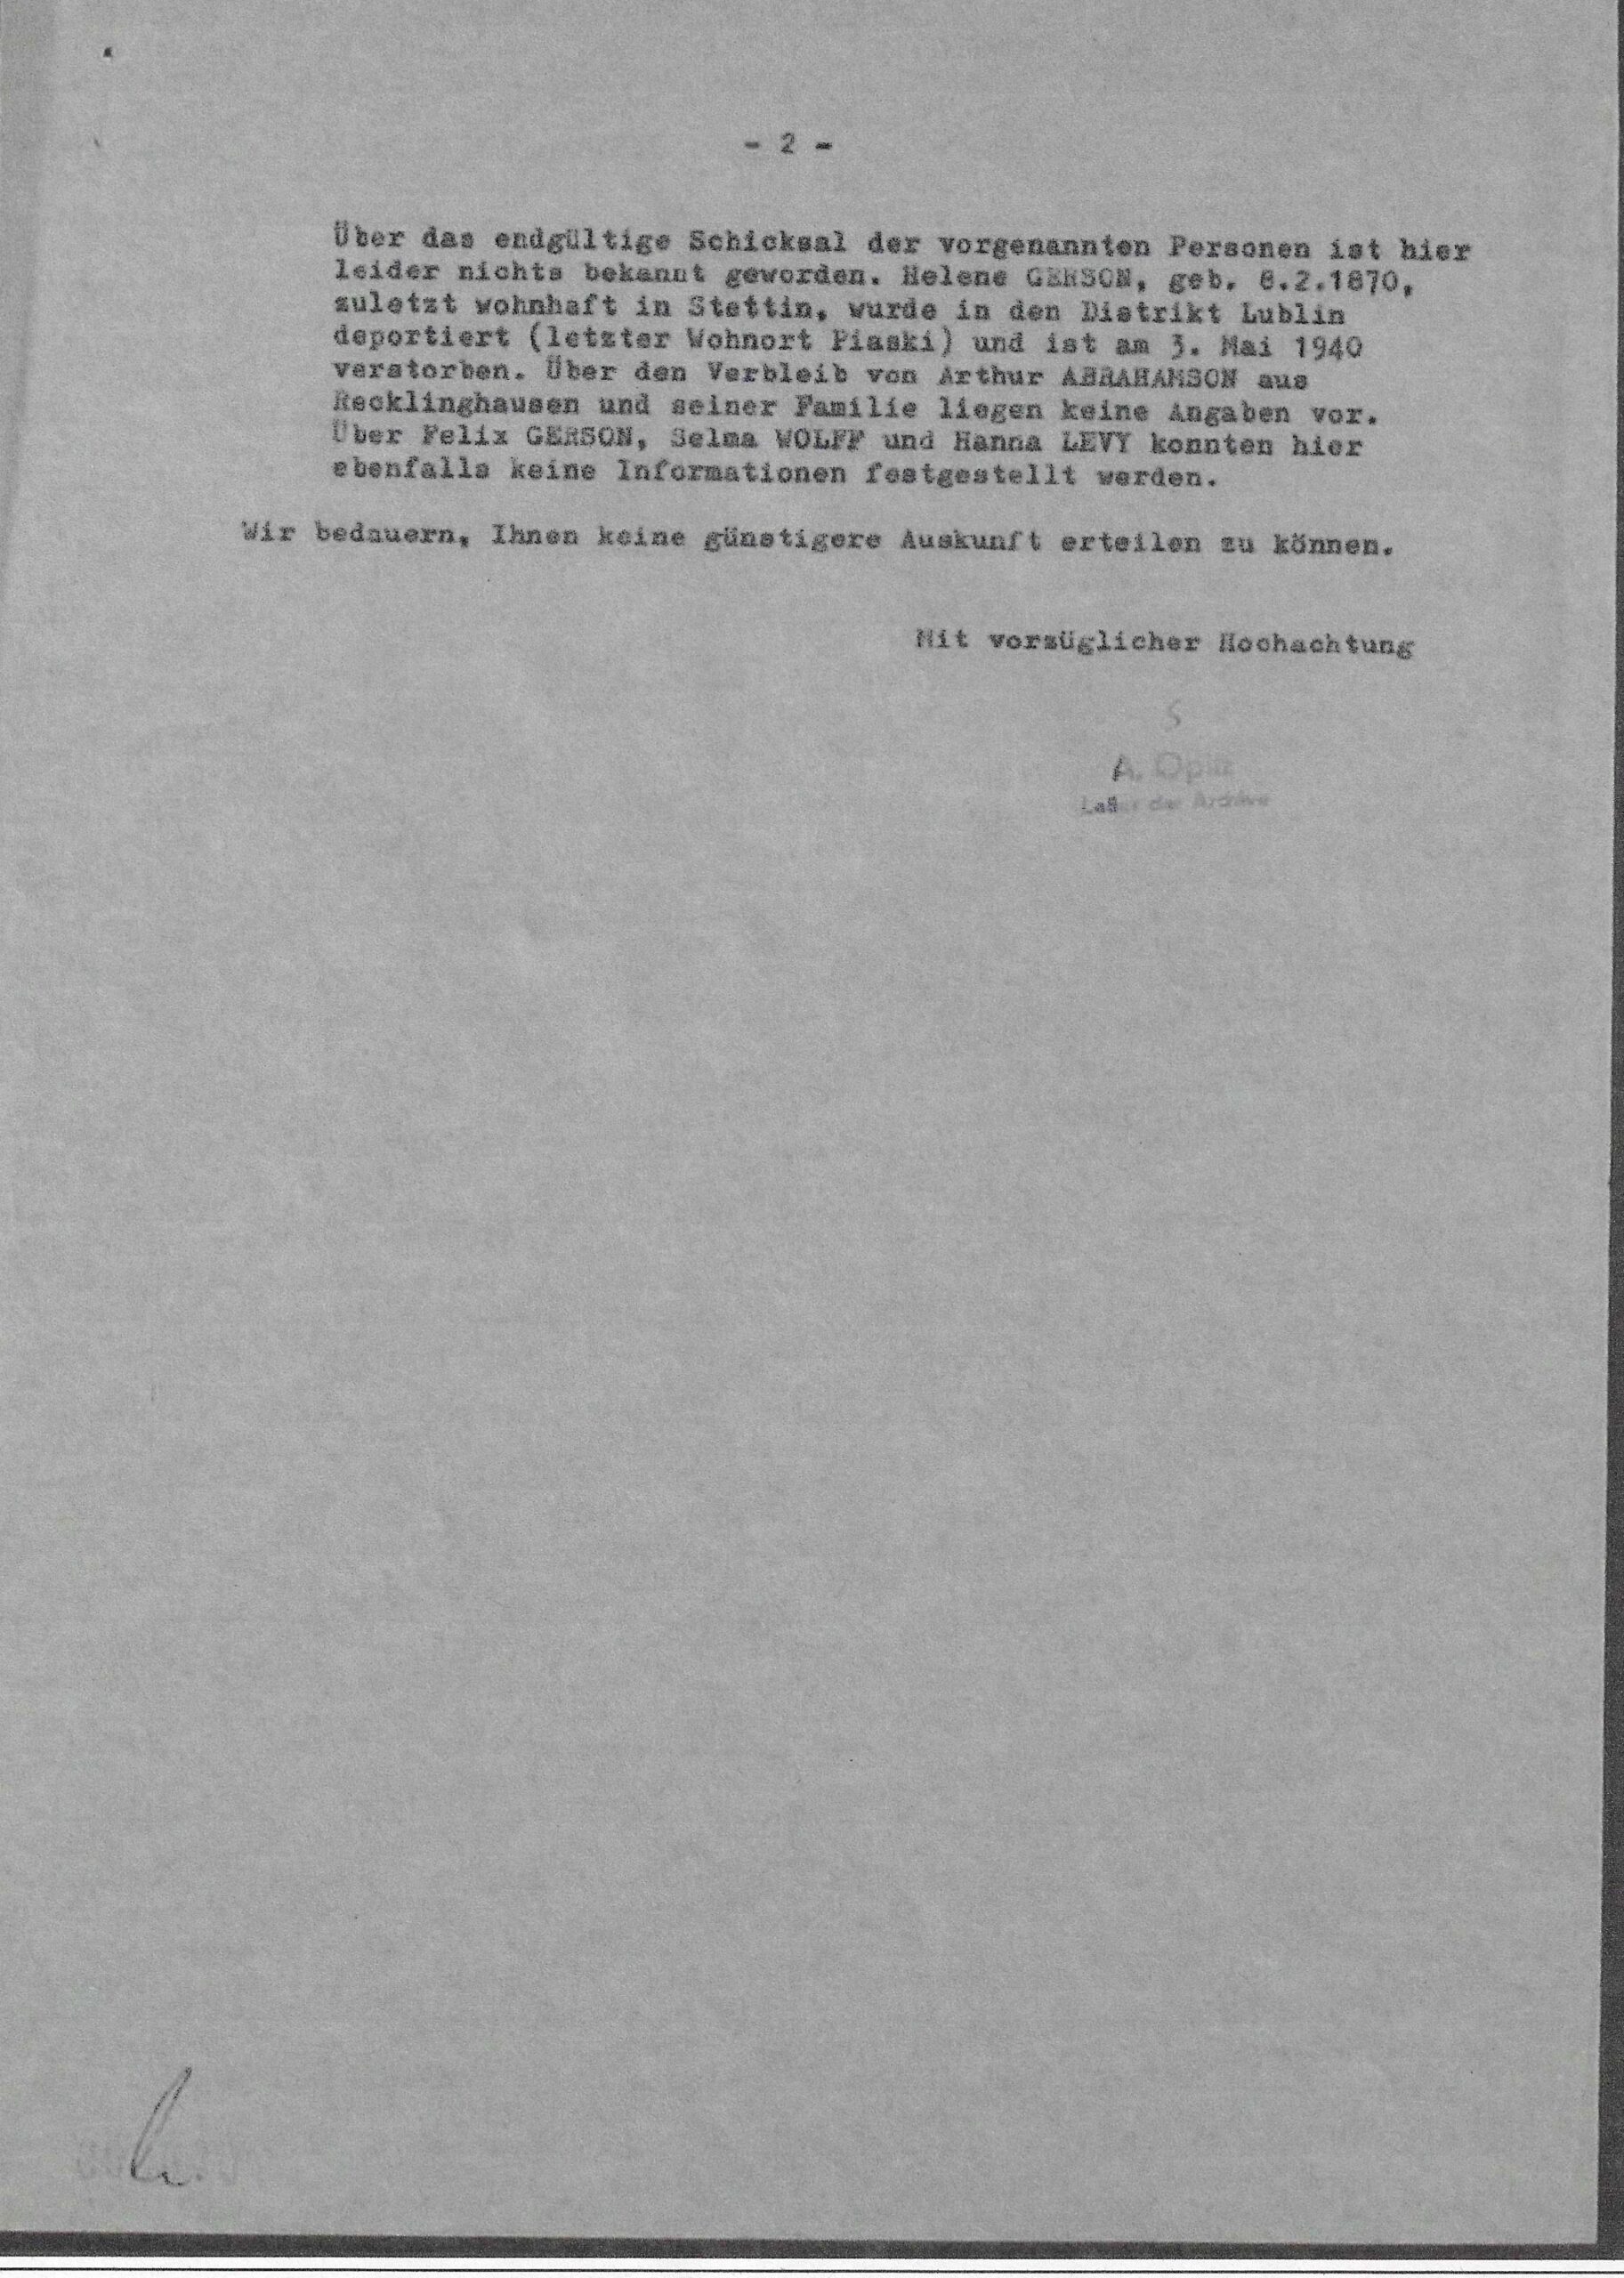 - 2 -
Über das endgültige Schicksal der vorgenannten Personen ist hier
leider nichts bekannt geworden. Helene GERSON, geb. 8.2.1870,
zuletzt wohnhaft in Stettin, wurde in den Distrikt Lublin
deportiert (letzter Wohnort Piaski) und ist am 3. Mai 1940
verstorben. Über den Verbleib von Arthur ABRAHAMSON aus
Recklinghausen und seiner Familie liegen keine Angaben vor.
Über Felix GERSON, Selma WOLFF und Hanna LEVY konnten hier
ebenfalls keine Informationen festgestellt werden.
Wir bedauern, Ihnen keine günstigere Auskunft erteilen zu können.
Mit vorzüglicher Hochachtung
A. Opitz
der Archive